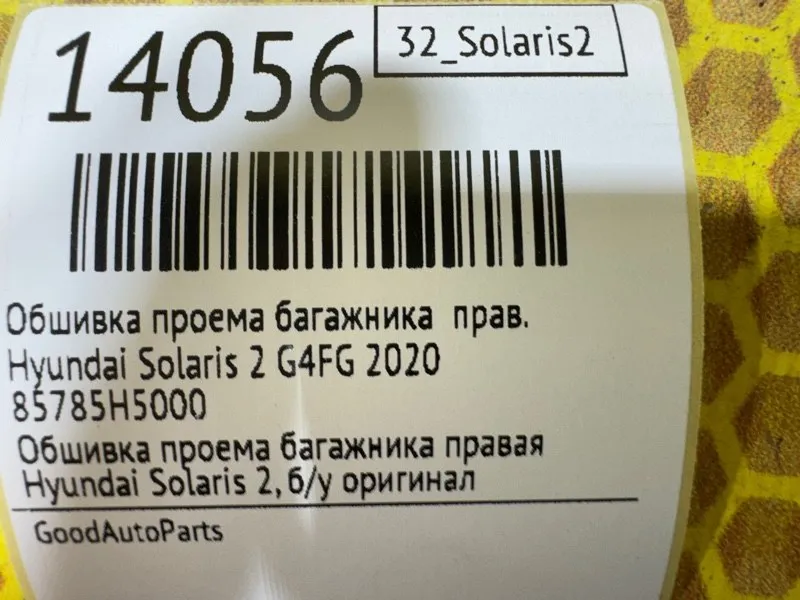 14056
32_Solaris2
Обшивка проема багажника прав.
Hyundai Solaris 2 G4FG 2020
85785H5000
Обшивка проема багажника правая
Hyundai Solaris 2, б/у оригинал
GoodAutoParts